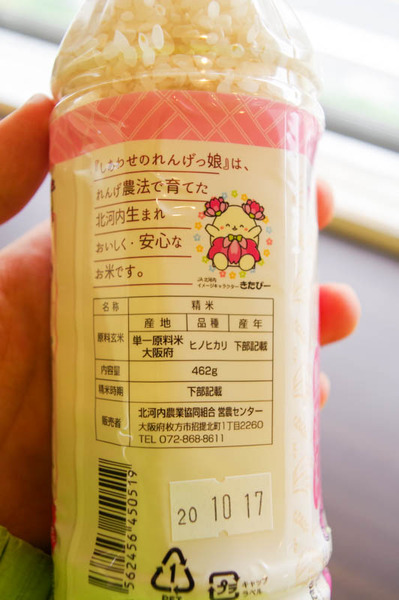 『しあわせのれんげっ娘』は、
れんげ農法で育てた
北河内生まれ
おいしく・安心な
お米です。
JA 北河内
イメージキャラクター きたぴー
名称 精米
原料玄米 産地 品種 産年
単一原料米
大阪府 ヒノヒカリ 下部記載
内容量 462g
精米時期 下部記載
販売者 北河内農業協同組合 営農センター
大阪府枚方市招提北町1丁目2260
TEL 072-868-8611
562456 450519
20 10 17
1
PET
プラ
キャップ
ラベル